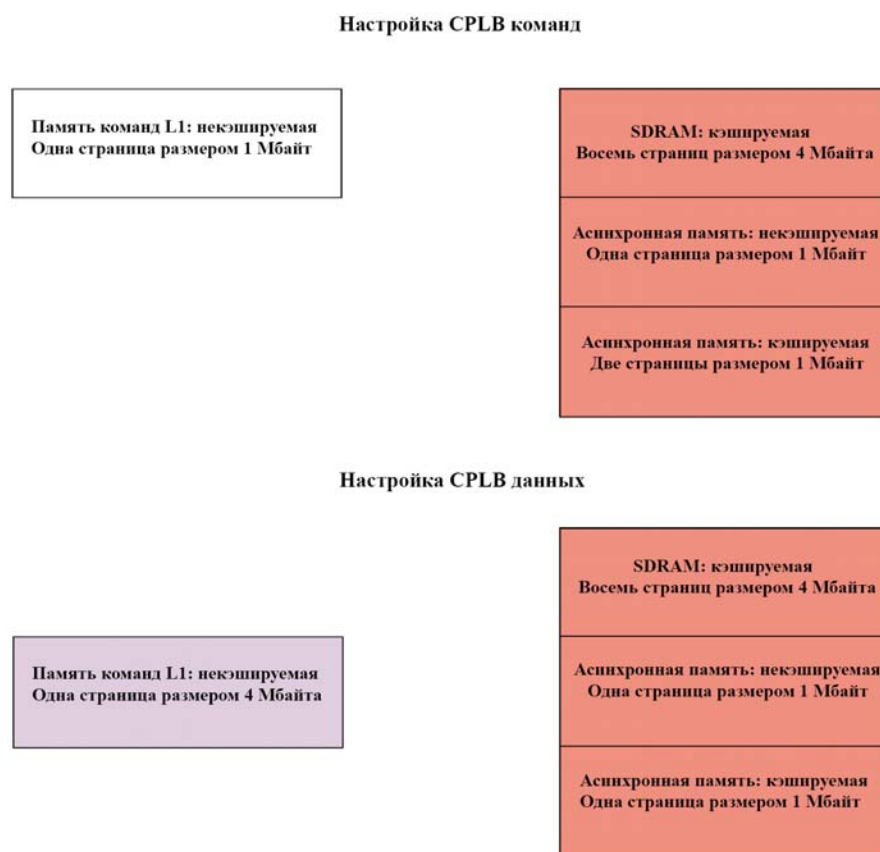 Настройка CPLB команд
Память команд L1: некэшируемая
Одна страница размером 1 Мбайт
SDRAM: кэшируемая
Восемь страниц размером 4 Мбайта
Асинхронная память: некэшируемая
Одна страница размером 1 Мбайт
Асинхронная память: кэшируемая
Две страницы размером 1 Мбайт
Настройка CPLB данных
SDRAM: кэшируемая
Восемь страниц размером 4 Мбайта
Память команд L1: некэшируемая
Одна страница размером 4 Мбайта
Асинхронная память: некэшируемая
Одна страница размером 1 Мбайт
Асинхронная память: кэшируемая
Одна страница размером 1 Мбайт